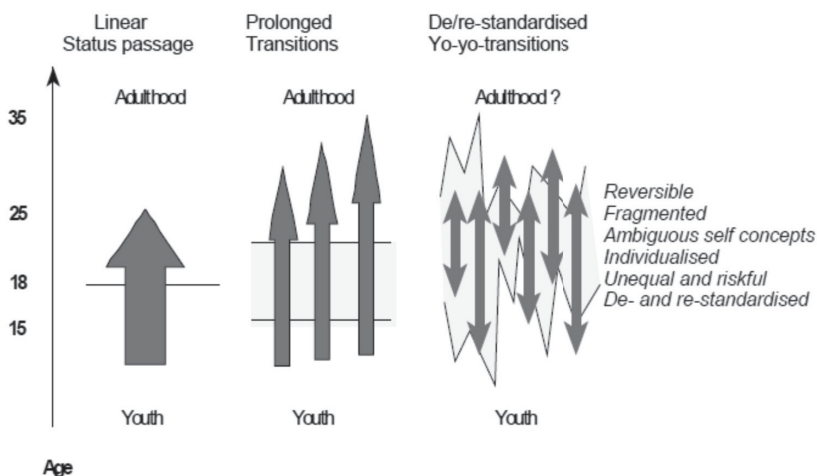 Linear
Status passage
Prolonged
Transitions
De/re-standardised
Yo-yo-transitions
Adulthood
Adulthood
Adulthood ?
35
25
18
15
Reversible
Fragmented
Ambiguous self concepts
Individualised
Unequal and riskful
De- and re-standardised
Youth
Youth
Youth
Age